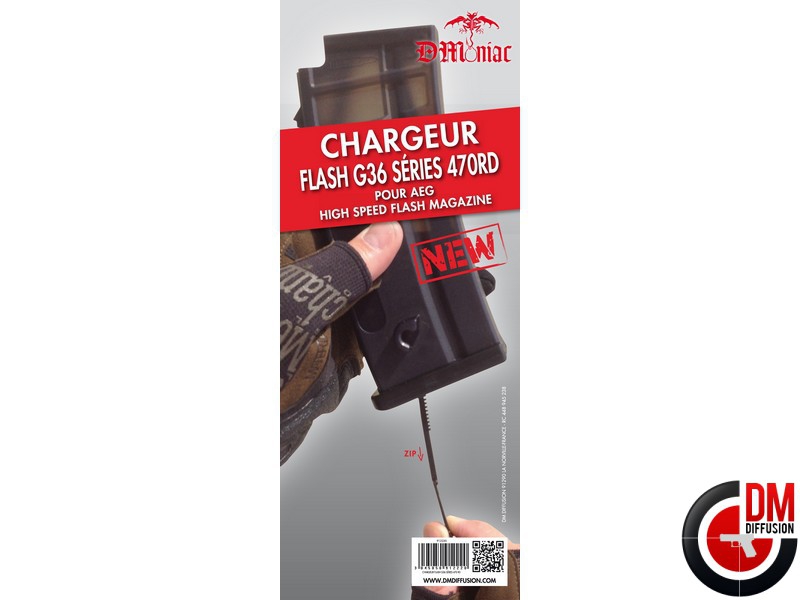 DMoniac
CHARGEUR
FLASH G36 SÉRIES 470RD
POUR AEG
HIGH SPEED FLASH MAGAZINE
NEW
ZIP
WWW.DMDIFFUSION.COM
DM
DIFFUSION